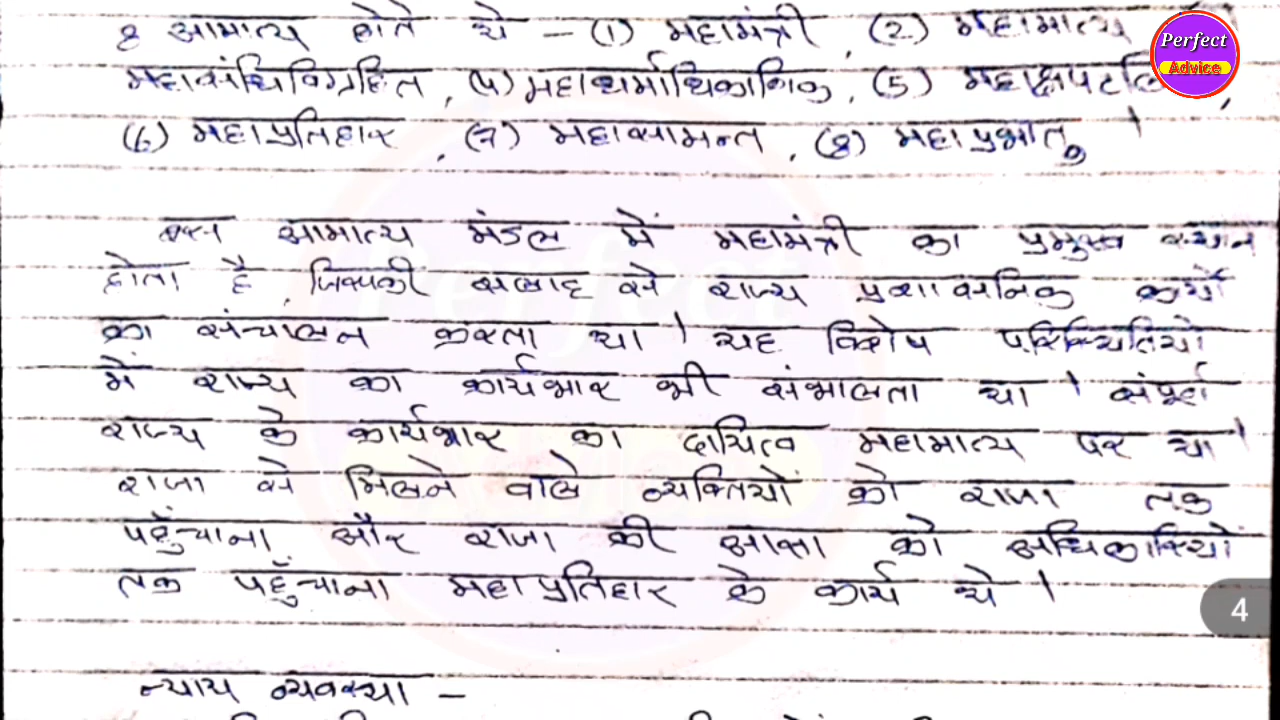 8 आमात्य होते थे – (1) महामंत्री, (2) महामात्य
Perfect
Advice
महासंधिविग्रहित, (4) महाधर्माधिकाणिक, (5) महाक्षपटलि
(6) महाप्रतिहार, (7) महासामन्त, (8) महाप्रभातु ।
इस आमात्य मंडल में महामंत्री का प्रमुख स्थान
होता है, जिसकी सलाह से राज्य प्रशासनिक कार्यों
का संचालन करता था। यह विशेष परिस्थितियो
में राज्य का कार्यभार भी संभालता था। संपूर्ण
राज्य के कार्यभार का दायित्व महामात्य पर था।
राजा से मिलने वाले व्यक्तियों को राजा तक
पहुँचाना और राजा की आज्ञा को अधिकारियों
तक पहुँचाना महाप्रतिहार के कार्य थे।
4
न्याय व्यवस्था –